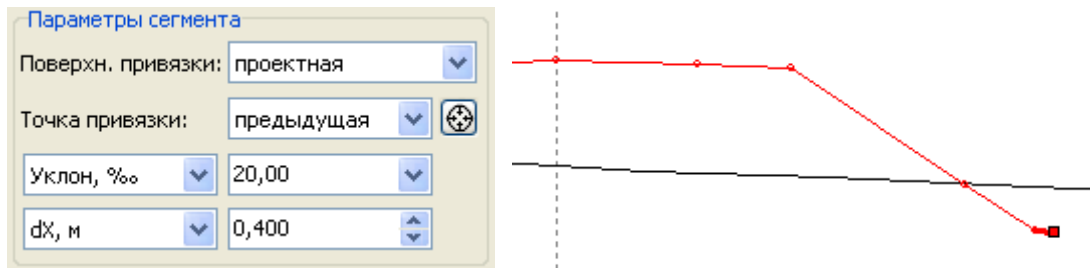 Параметры сегмента
Поверхн. привязки: проектная
Точка привязки: предыдущая
Уклон, ‰ 20,00
dX, м 0,400